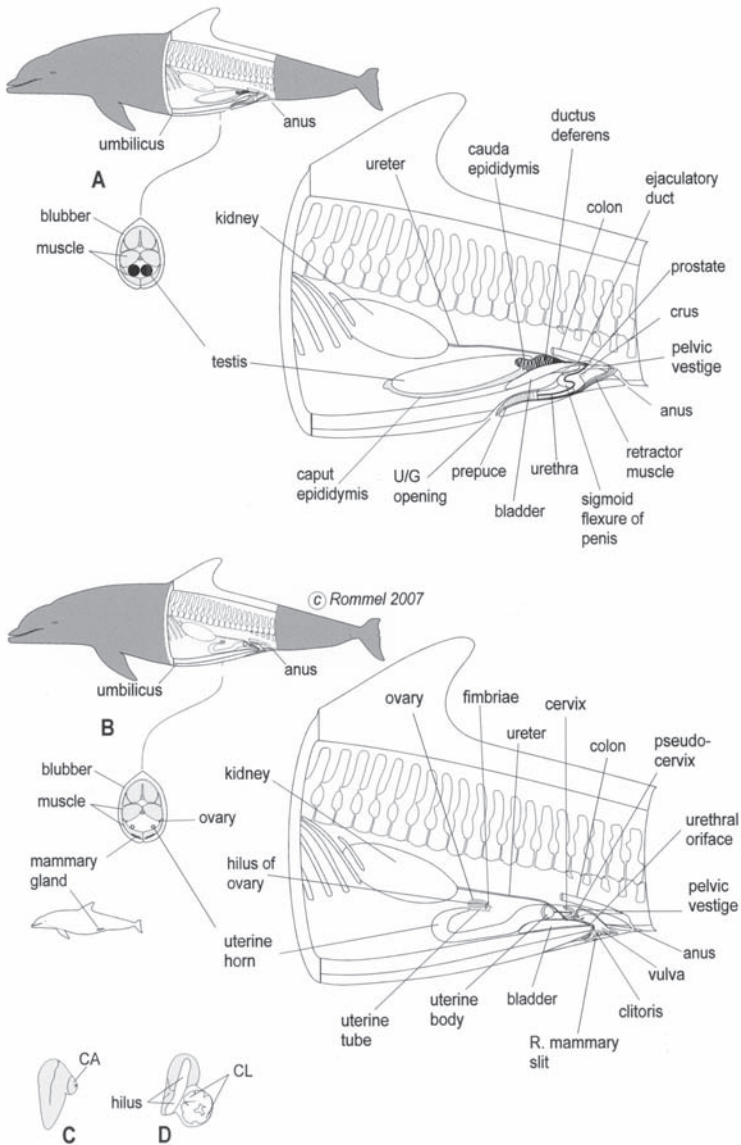 umbilicus
anus
A
blubber
muscle
testis
kidney
ureter
cauda
epididymis
ductus
deferens
ejaculatory
duct
colon
prostate
crus
pelvic
vestige
anus
retractor
muscle
sigmoid
flexure of
penis
urethra
bladder
prepuce
U/G
opening
caput
epididymis
© Rommel 2007
umbilicus
anus
B
blubber
muscle
ovary
mammary
gland
uterine
horn
kidney
hilus of
ovary
ovary
fimbriae
ureter
cervix
colon
pseudo-
cervix
urethral
oriface
pelvic
vestige
anus
vulva
clitoris
R. mammary
slit
bladder
uterine
body
uterine
tube
CA
C
hilus
CL
D